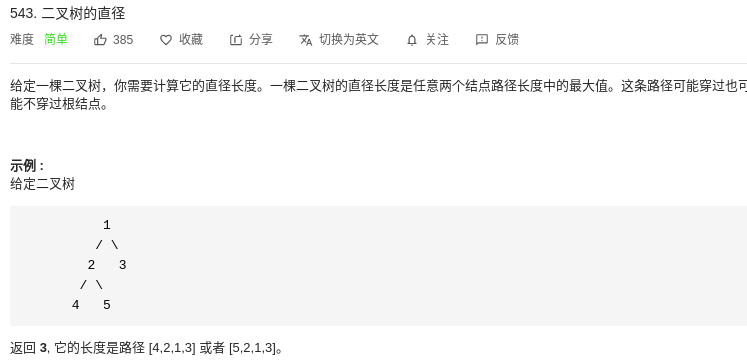 543. 二叉树的直径
难度 简单 385 收藏 分享 切换为英文 关注 反馈
给定一棵二叉树，你需要计算它的直径长度。一棵二叉树的直径长度是任意两个结点路径长度中的最大值。这条路径可能穿过也可
能不穿过根结点。
示例 :
给定二叉树
1
/ \
2 3
/ \
4 5
返回 3, 它的长度是路径 [4,2,1,3] 或者 [5,2,1,3]。